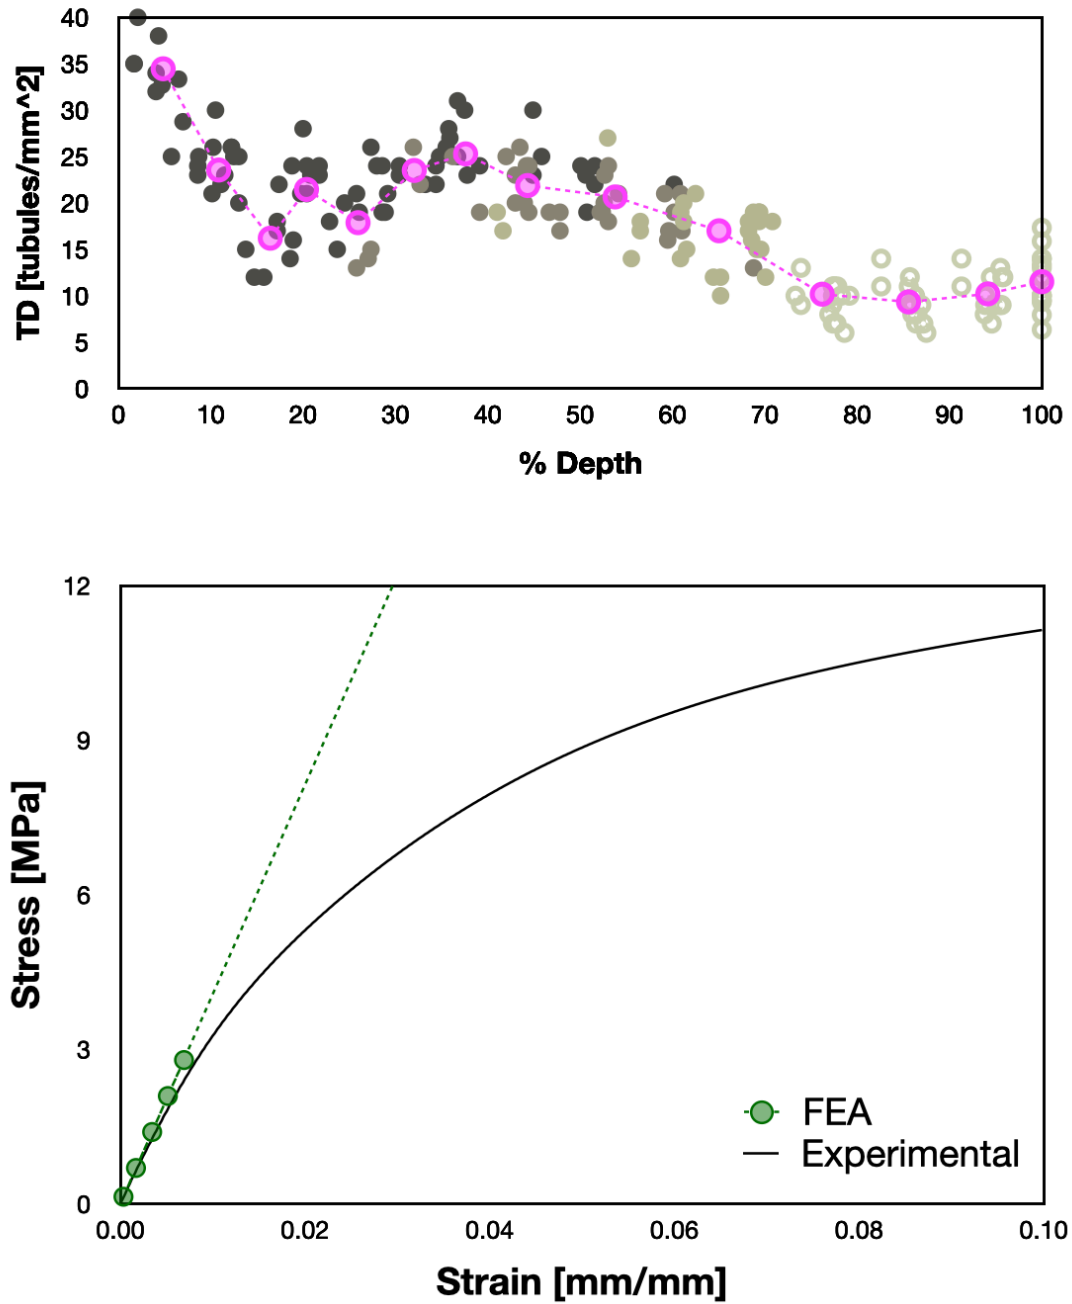 40
35
30
25
20
15
10
5
0
TD [tubules/mm^2]
0 10 20 30 40 50 60 70 80 90 100
% Depth
12
9
6
3
0
Stress [MPa]
FEA
Experimental
0.00 0.02 0.04 0.06 0.08 0.10
Strain [mm/mm]